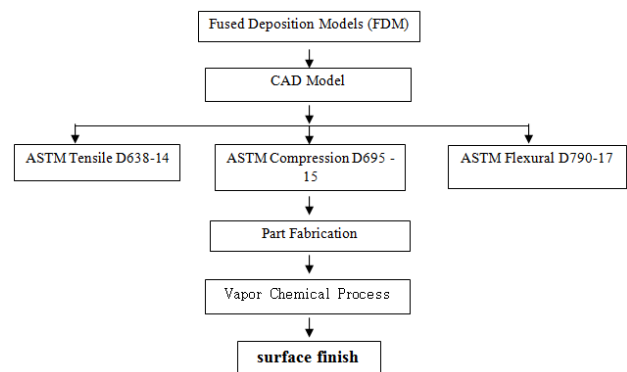 Fused Deposition Models (FDM)
CAD Model
ASTM Tensile D638-14
ASTM Compression D695 -
15
ASTM Flexural D790-17
Part Fabrication
Vapor Chemical Process
surface finish